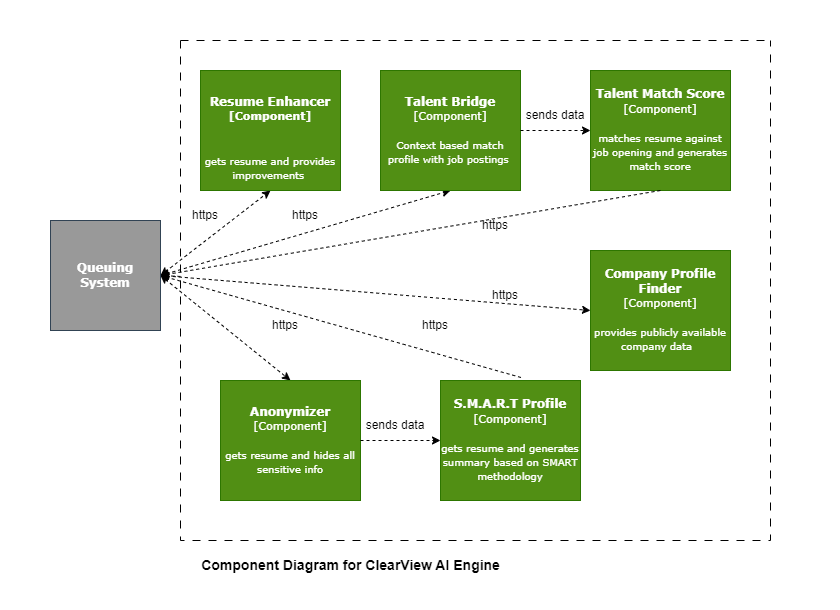 Resume Enhancer
[Component]
gets resume and provides
improvements
Talent Bridge
[Component]
Context based match
profile with job postings
sends data
Talent Match Score
[Component]
matches resume against
job opening and generates
match score
https
https
https
Queuing
System
Company Profile
Finder
[Component]
provides publicly available
company data
https
https
https
Anonymizer
[Component]
gets resume and hides all
sensitive info
sends data
S.M.A.R.T Profile
[Component]
gets resume and generates
summary based on SMART
methodology
Component Diagram for ClearView AI Engine